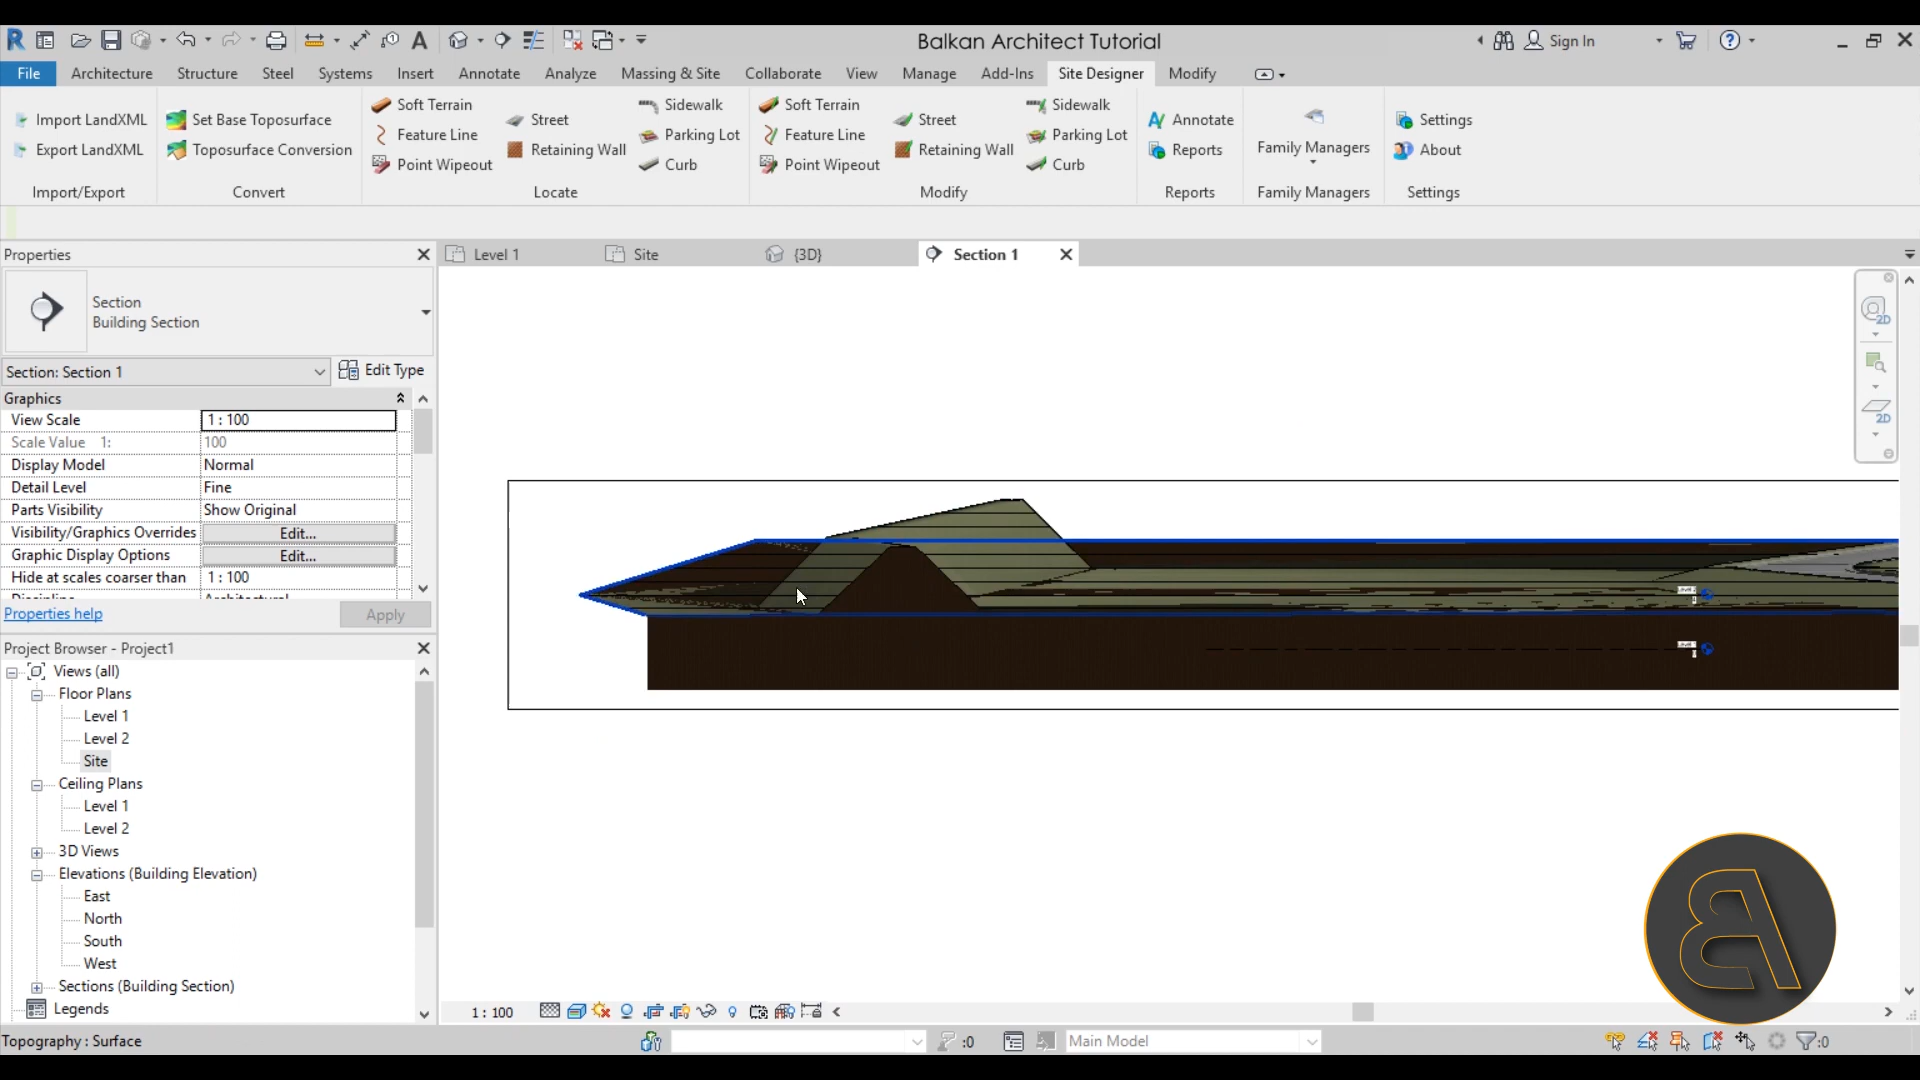 Balkan Architect Tutorial
Sign In
File
Architecture
Structure
Steel
Systems
Insert
Annotate
Analyze
Massing & Site
Collaborate
View
Manage
Add-Ins
Site Designer
Modify
Import LandXML
Export LandXML
Import/Export
Set Base Toposurface
Toposurface Conversion
Convert
Soft Terrain
Feature Line
Point Wipeout
Street
Retaining Wall
Sidewalk
Parking Lot
Curb
Locate
Soft Terrain
Feature Line
Point Wipeout
Street
Retaining Wall
Sidewalk
Parking Lot
Curb
Modify
Annotate
Reports
Reports
Family Managers
Family Managers
Settings
About
Settings
Properties
Level 1
Site
{3D}
Section 1
Section
Building Section
Section: Section 1
Edit Type
Graphics
View Scale
1 : 100
Scale Value 1:
100
Display Model
Normal
Detail Level
Fine
Parts Visibility
Show Original
Visibility/Graphics Overrides
Edit...
Graphic Display Options
Edit...
Hide at scales coarser than
1 : 100
Properties help
Apply
Project Browser - Project1
Views (all)
Floor Plans
Level 1
Level 2
Site
Ceiling Plans
Level 1
Level 2
3D Views
Elevations (Building Elevation)
East
North
South
West
Sections (Building Section)
Legends
2D
2D
1 : 100
Topography : Surface
:0
Main Model
:0